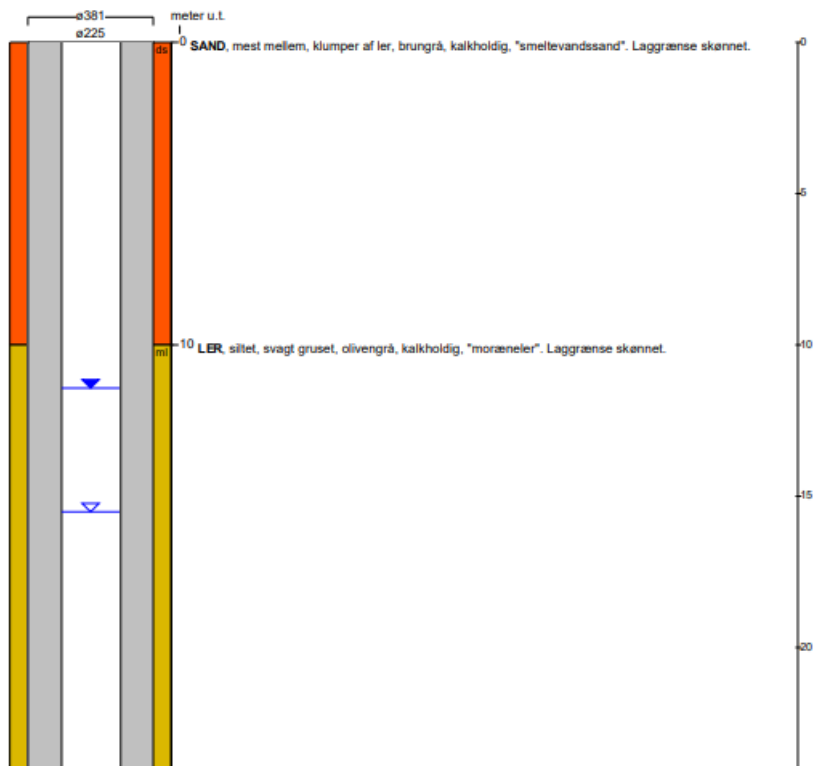 ø381 meter u.t.
ø225
0 SAND, mest mellem, klumper af ler, brungrå, kalkholdig, "smeltevandssand". Laggrænse skønnet. 0
ds
5
10 LER, siltet, svagt gruset, olivengrå, kalkholdig, "moræneler". Laggrænse skønnet. 10
ml
15
20